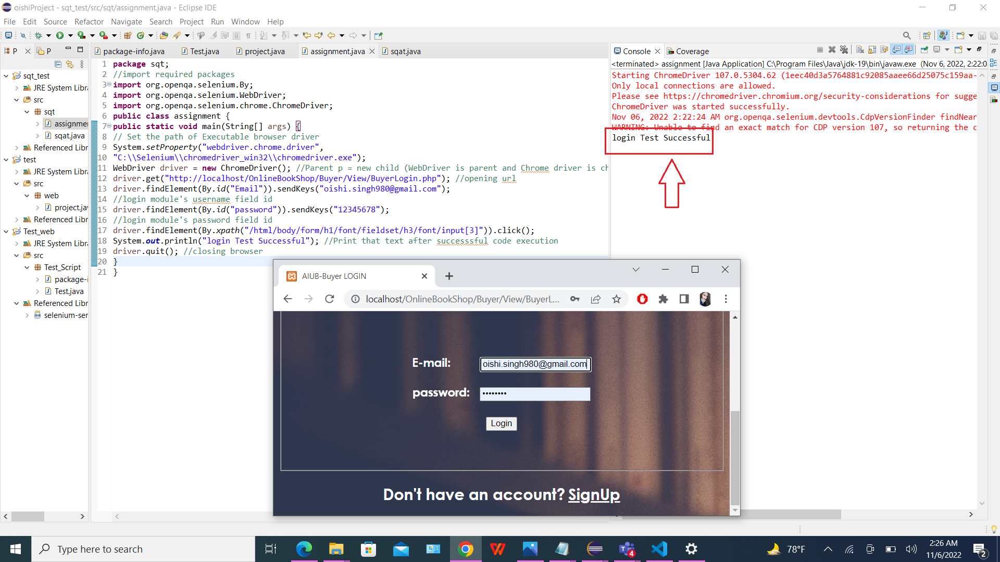 oishiProject - sqt_test/src/sqt/assignment.java - Eclipse IDE
File Edit Source Refactor Navigate Search Project Run Window Help
P P
package-info.java Test.java project.java assignment.java sqat.java
Console Coverage
<terminated> assignment [Java Application] C:\Program Files\Java\jdk-19\bin\javaw.exe (Nov 6, 2022, 2:22:0
sqt_test
JRE System Libra
src
sqt
assignmer
sqat.java
Referenced Libr
test
JRE System Libra
src
web
project.jav
Referenced Libr
Test_web
JRE System Libra
src
Test_Script
package-i
Test.java
Referenced Libr
selenium-ser
1 package sqt;
2 //import required packages
3 import org.openqa.selenium.By;
4 import org.openqa.selenium.WebDriver;
5 import org.openqa.selenium.chrome.ChromeDriver;
6 public class assignment {
7 public static void main(String[] args) {
8 // Set the path of Executable browser driver
9 System.setProperty("webdriver.chrome.driver",
10 "C:\\Selenium\\chromedriver_win32\\chromedriver.exe");
11 WebDriver driver = new ChromeDriver(); //Parent p = new child (WebDriver is parent and Chrome driver is ch
12 driver.get("http://localhost/OnlineBookShop/Buyer/View/BuyerLogin.php"); //opening url
13 driver.findElement(By.id("Email")).sendKeys("oishi.singh980@gmail.com");
14 //login module's username field id
15 driver.findElement(By.id("password")).sendKeys("12345678");
16 //login module's password field id
17 driver.findElement(By.xpath("/html/body/form/h1/font/fieldset/h3/font/input[3]")).click();
18 System.out.println("login Test Successful"); //Print that text after successsful code execution
19 driver.quit(); //closing browser
20 }
21 }
Starting ChromeDriver 107.0.5304.62 (1eec40d3a5764881c92085aaee66d25075c159aa-
Only local connections are allowed.
Please see https://chromedriver.chromium.org/security-considerations for sugge
ChromeDriver was started successfully.
Nov 06, 2022 2:22:24 AM org.openqa.selenium.devtools.CdpVersionFinder findNear
WARNING: Unable to find an exact match for CDP version 107, so returning the c
login Test Successful
AIUB-Buyer LOGIN
localhost/OnlineBookShop/Buyer/View/BuyerL...
E-mail: oishi.singh980@gmail.com
password: ••••••••
Login
Don't have an account? SignUp
Type here to search
4
78°F
2:26 AM
11/6/2022
2